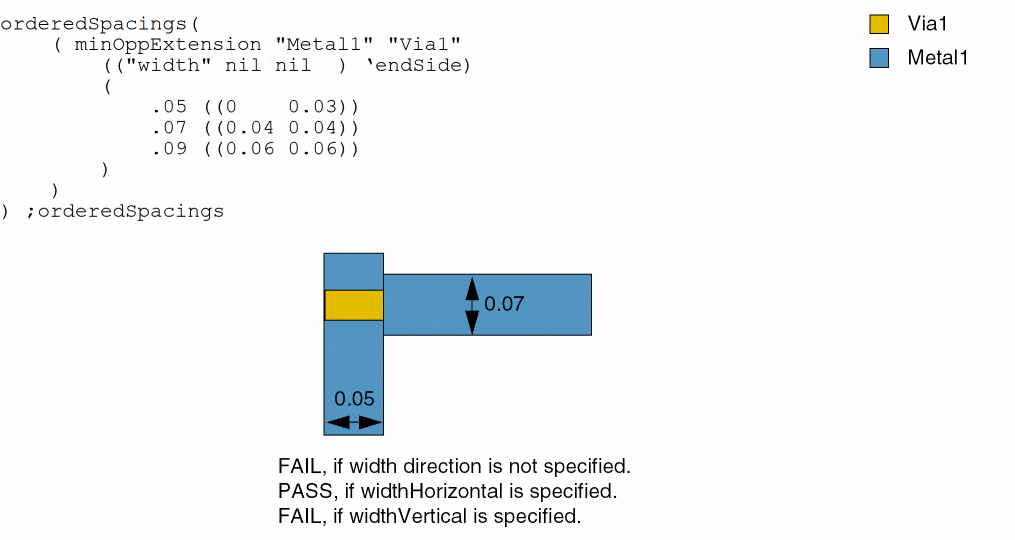 orderedSpacings(
( minOppExtension "Metal1" "Via1"
(("width" nil nil ) ‘endSide)
(
.05 ((0 0.03))
.07 ((0.04 0.04))
.09 ((0.06 0.06))
)
)
) ;orderedSpacings
Via1
Metal1
0.07
0.05
FAIL, if width direction is not specified.
PASS, if widthHorizontal is specified.
FAIL, if widthVertical is specified.